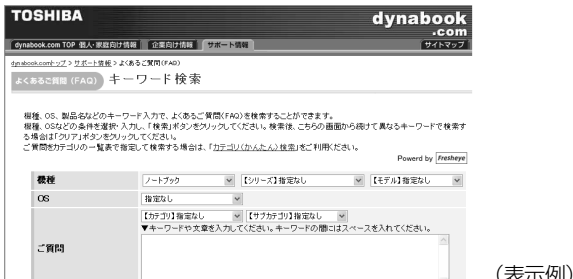 TOSHIBA
dynabook
.com
dynabook.com TOP 個人・家庭向け情報 企業向け情報 サポート情報 サイトマップ
dynabook.comトップ > サポート情報 > よくあるご質問(FAQ)
よくあるご質問 (FAQ) キーワード検索
機種、OS、製品名などのキーワード入力で、よくあるご質問(FAQ)を検索することができます。
機種、OSなどの条件を選択・入力し、「検索」ボタンをクリックしてください。検索後、こちらの画面から続けて異なるキーワードで検索す
る場合は「クリア」ボタンをクリックしてください。
ご質問をカテゴリの一覧表で指定して検索する場合は、「カテゴリ(かんたん)検索」をご利用ください。
Powerd by Fresheye
機種 ノートブック 【シリーズ】指定なし 【モデル】指定なし
OS 指定なし
【カテゴリ】指定なし 【サブカテゴリ】指定なし
▼キーワードや文章を入力してください。キーワードの間にはスペースを入れてください。
ご質問
(表示例)